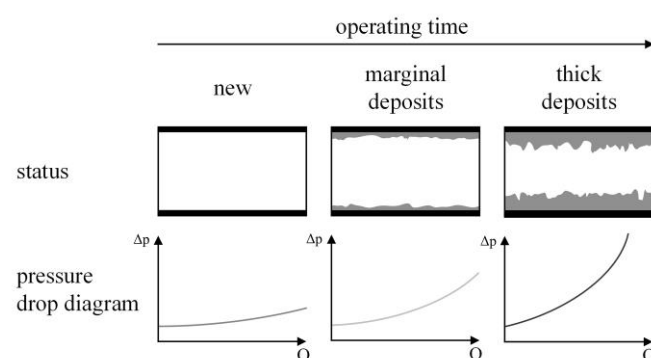 operating time
new
marginal
deposits
thick
deposits
status
Δp
Δp
Δp
pressure
drop diagram
Q
Q
Q